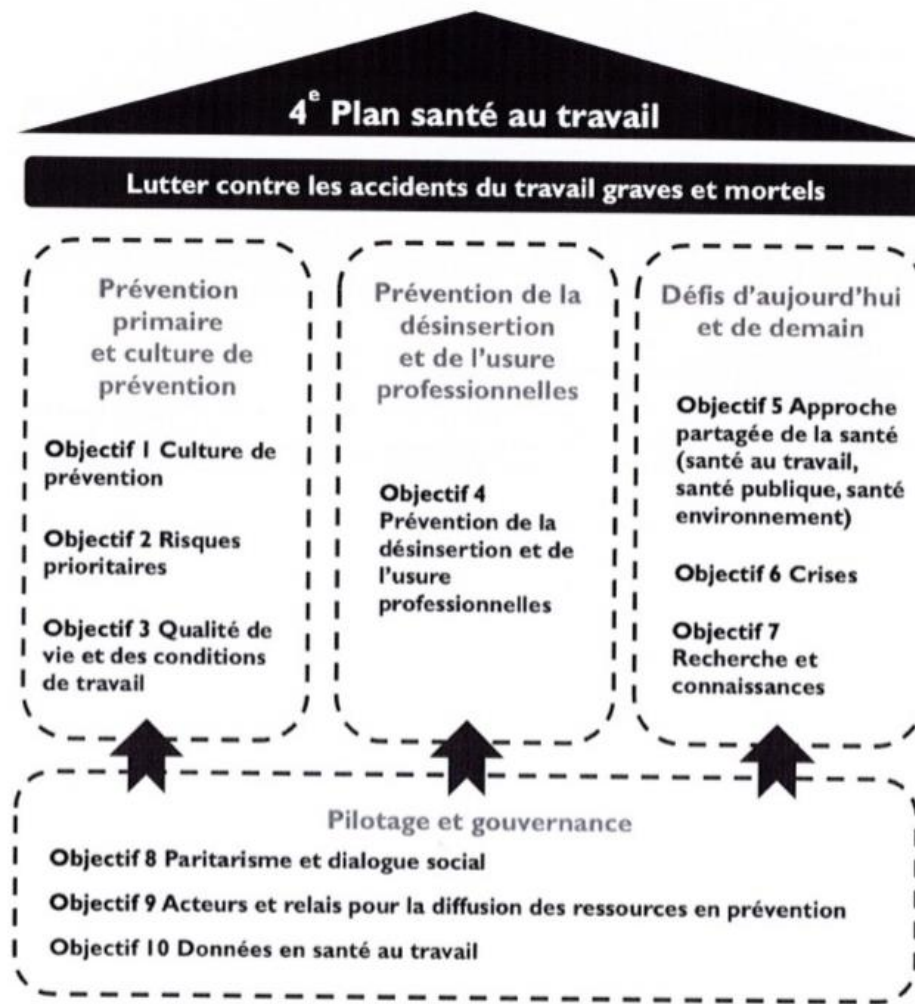 4e Plan santé au travail
Lutter contre les accidents du travail graves et mortels
Prévention
primaire
et culture de
prévention
Objectif 1 Culture de
prévention
Objectif 2 Risques
prioritaires
Objectif 3 Qualité de
vie et des conditions
de travail
Prévention de la
désinsertion
et de l'usure
professionnelles
Objectif 4
Prévention de la
désinsertion et de
l'usure
professionnelles
Défis d'aujourd'hui
et de demain
Objectif 5 Approche
partagée de la santé
(santé au travail,
santé publique, santé
environnement)
Objectif 6 Crises
Objectif 7
Recherche et
connaissances
Pilotage et gouvernance
Objectif 8 Paritarisme et dialogue social
Objectif 9 Acteurs et relais pour la diffusion des ressources en prévention
Objectif 10 Données en santé au travail